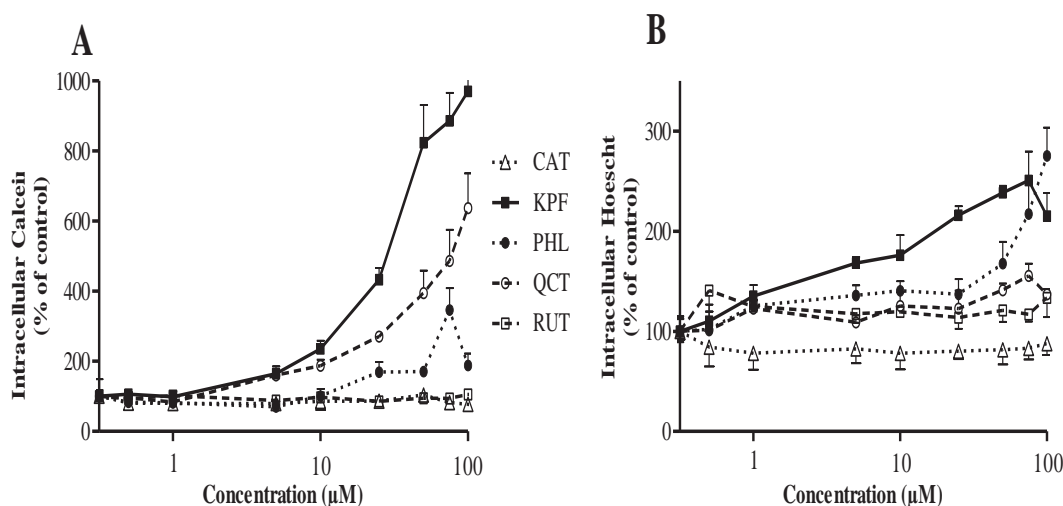 A
Intracellular Calcein
(% of control)
1000
800
600
400
200
0
1
10
100
Concentration (µM)
CAT
KPF
PHL
QCT
RUT
B
Intracellular Hoescht
(% of control)
300
200
100
0
1
10
100
Concentration (µM)